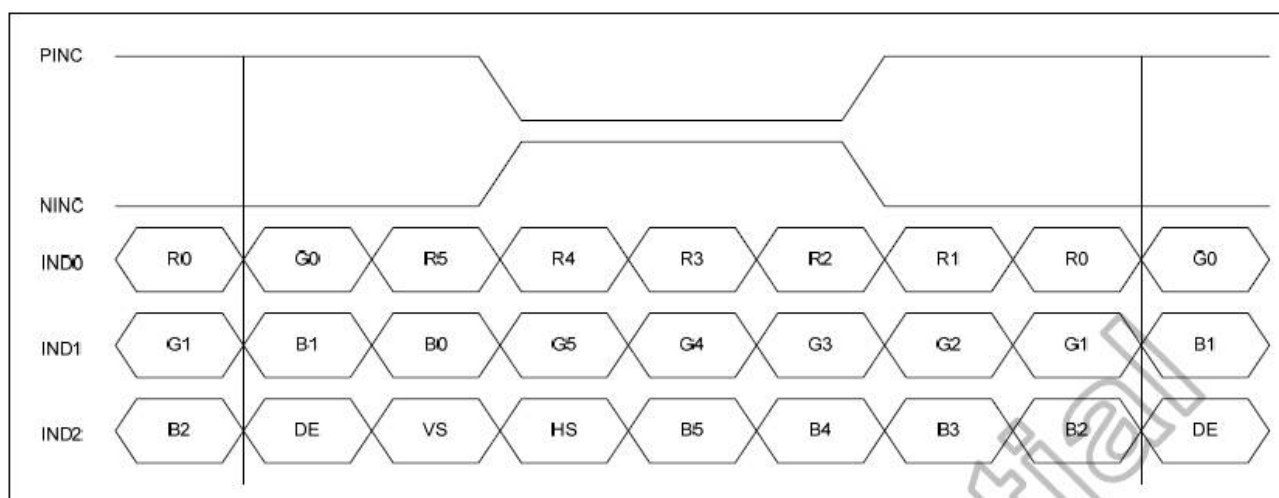 PINC
NINC
IND0 R0 G0 R5 R4 R3 R2 R1 R0 G0
IND1 G1 B1 B0 G5 G4 G3 G2 G1 B1
IND2 B2 DE VS HS B5 B4 B3 B2 DE
tial